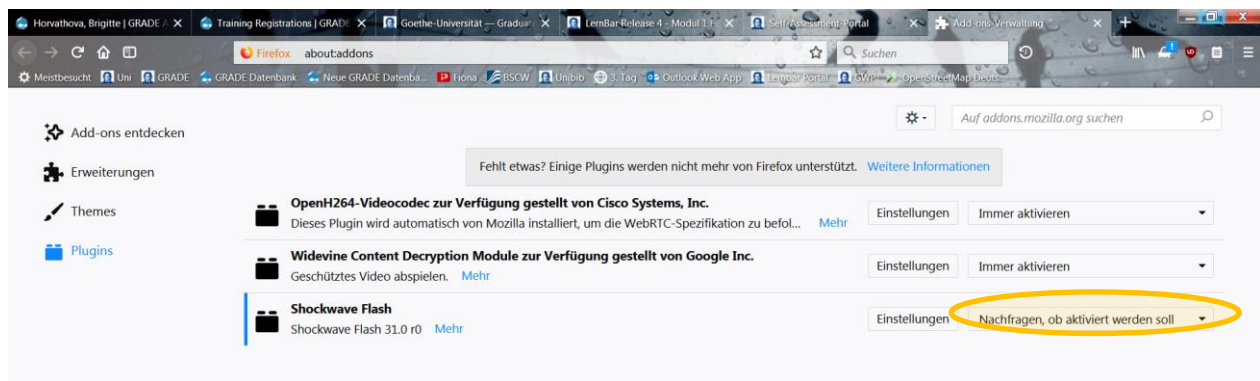 Horvathova, Brigitte | GRADE A
Training Registrations | GRADE
Goethe-Universität — Graduat
LernBar Release 4 - Modul 1 F
Self-Assessment-Portal
Add-ons-Verwaltung
Firefox about:addons
Suchen
Meistbesucht Uni GRADE GRADE Datenbank Neue GRADE Datenba... Fiona BSCW Unibib 3. Tag Outlook Web App Lernbar Portal GWP OpenStreetMap Deuts...
Auf addons.mozilla.org suchen
Add-ons entdecken
Fehlt etwas? Einige Plugins werden nicht mehr von Firefox unterstützt. Weitere Informationen
Erweiterungen
Themes
Plugins
OpenH264-Videocodec zur Verfügung gestellt von Cisco Systems, Inc.
Dieses Plugin wird automatisch von Mozilla installiert, um die WebRTC-Spezifikation zu befol... Mehr
Einstellungen Immer aktivieren
Widevine Content Decryption Module zur Verfügung gestellt von Google Inc.
Geschütztes Video abspielen. Mehr
Einstellungen Immer aktivieren
Shockwave Flash
Shockwave Flash 31.0 r0 Mehr
Einstellungen Nachfragen, ob aktiviert werden soll